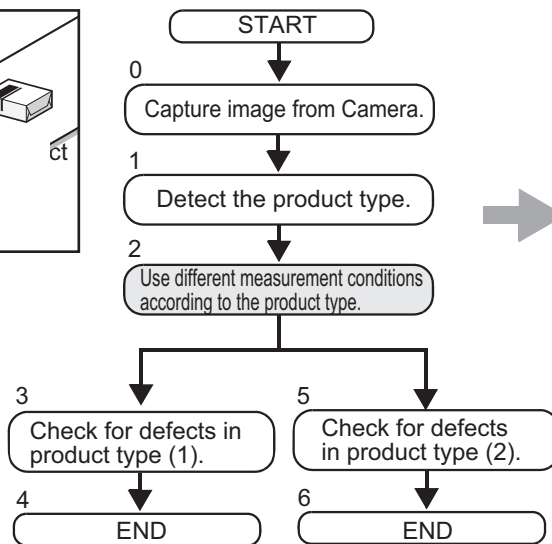 START
0
Capture image from Camera.
1
Detect the product type.
2
Use different measurement conditions
according to the product type.
3
Check for defects in
product type (1).
4
END
5
Check for defects
in product type (2).
6
END
ct